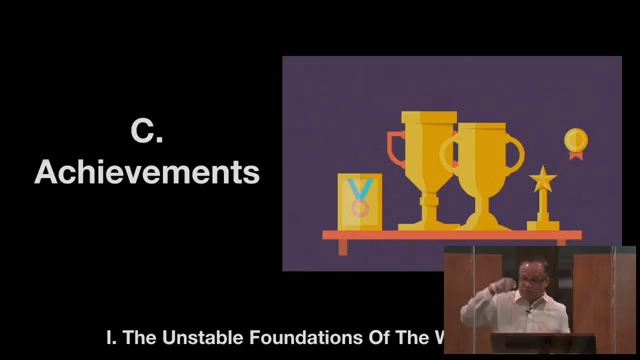 C.
Achievements
I. The Unstable Foundations Of The